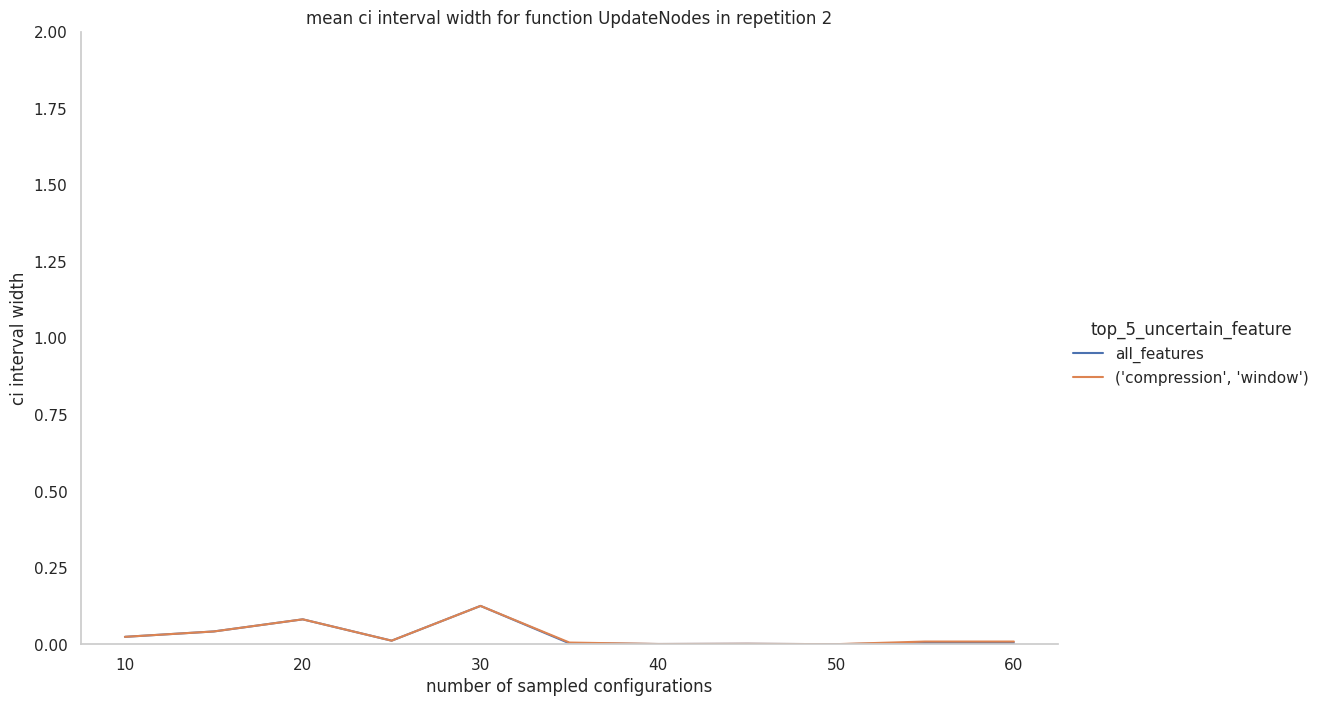 mean ci interval width for function UpdateNodes in repetition 2
2.00
1.75
1.50
1.25
1.00
0.75
0.50
0.25
0.00
ci interval width
10
20
30
40
50
60
number of sampled configurations
top_5_uncertain_feature
all_features
('compression', 'window')